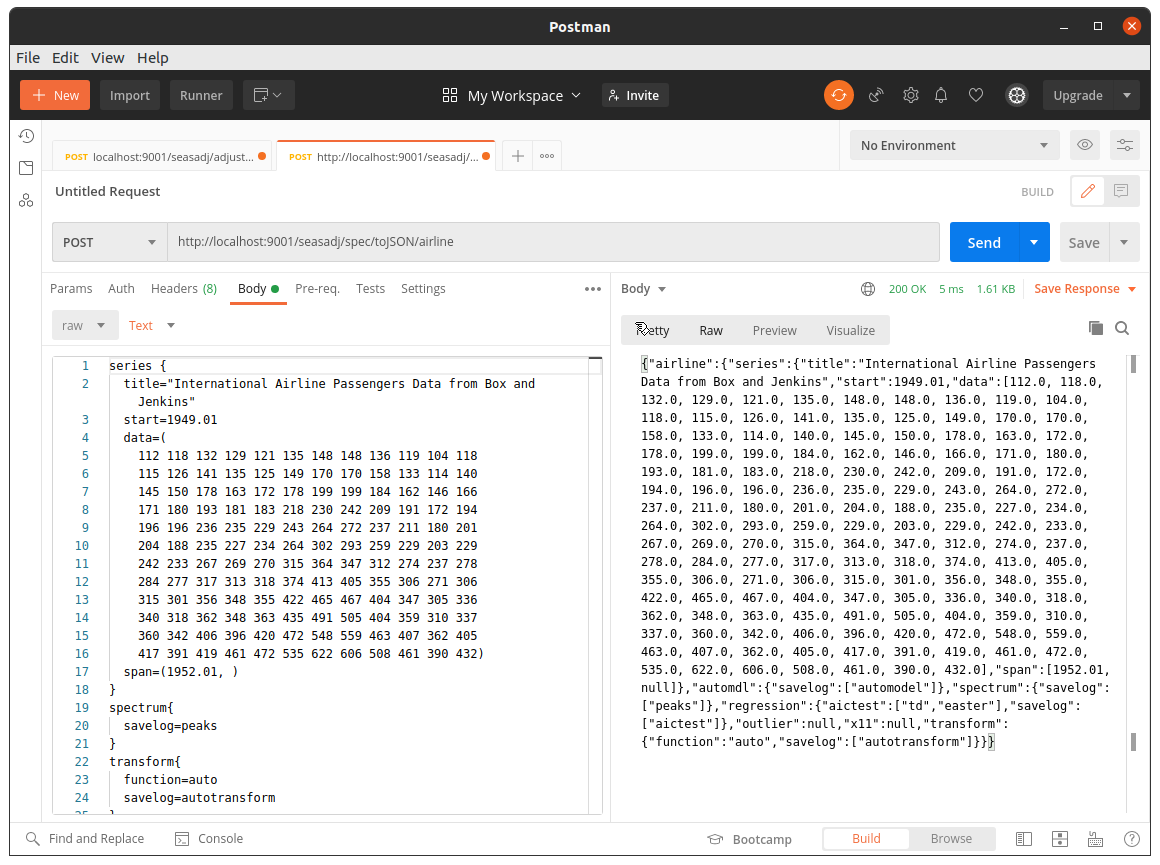 Postman
File Edit View Help
+ New Import Runner My Workspace Invite Upgrade
POST localhost:9001/seasadj/adjust...
POST http://localhost:9001/seasadj/...
No Environment
Untitled Request
BUILD
POST http://localhost:9001/seasadj/spec/toJSON/airline Send Save
Params Auth Headers (8) Body Pre-req. Tests Settings
raw Text
1 series {
2 title="International Airline Passengers Data from Box and
Jenkins"
3 start=1949.01
4 data=(
5 112 118 132 129 121 135 148 148 136 119 104 118
6 115 126 141 135 125 149 170 170 158 133 114 140
7 145 150 178 163 172 178 199 199 184 162 146 166
8 171 180 193 181 183 218 230 242 209 191 172 194
9 196 196 236 235 229 243 264 272 237 211 180 201
10 204 188 235 227 234 264 302 293 259 229 203 229
11 242 233 267 269 270 315 364 347 312 274 237 278
12 284 277 317 313 318 374 413 405 355 306 271 306
13 315 301 356 348 355 422 465 467 404 347 305 336
14 340 318 362 348 363 435 491 505 404 359 310 337
15 360 342 406 396 420 472 548 559 463 407 362 405
16 417 391 419 461 472 535 622 606 508 461 390 432)
17 span=(1952.01, )
18 }
19 spectrum{
20 savelog=peaks
21 }
22 transform{
23 function=auto
24 savelog=autotransform
Body 200 OK 5 ms 1.61 KB Save Response
Pretty Raw Preview Visualize
{"airline":{"series":{"title":"International Airline Passengers
Data from Box and Jenkins","start":1949.01,"data":[112.0, 118.0,
132.0, 129.0, 121.0, 135.0, 148.0, 148.0, 136.0, 119.0, 104.0,
118.0, 115.0, 126.0, 141.0, 135.0, 125.0, 149.0, 170.0, 170.0,
158.0, 133.0, 114.0, 140.0, 145.0, 150.0, 178.0, 163.0, 172.0,
178.0, 199.0, 199.0, 184.0, 162.0, 146.0, 166.0, 171.0, 180.0,
193.0, 181.0, 183.0, 218.0, 230.0, 242.0, 209.0, 191.0, 172.0,
194.0, 196.0, 196.0, 236.0, 235.0, 229.0, 243.0, 264.0, 272.0,
237.0, 211.0, 180.0, 201.0, 204.0, 188.0, 235.0, 227.0, 234.0,
264.0, 302.0, 293.0, 259.0, 229.0, 203.0, 229.0, 242.0, 233.0,
267.0, 269.0, 270.0, 315.0, 364.0, 347.0, 312.0, 274.0, 237.0,
278.0, 284.0, 277.0, 317.0, 313.0, 318.0, 374.0, 413.0, 405.0,
355.0, 306.0, 271.0, 306.0, 315.0, 301.0, 356.0, 348.0, 355.0,
422.0, 465.0, 467.0, 404.0, 347.0, 305.0, 336.0, 340.0, 318.0,
362.0, 348.0, 363.0, 435.0, 491.0, 505.0, 404.0, 359.0, 310.0,
337.0, 360.0, 342.0, 406.0, 396.0, 420.0, 472.0, 548.0, 559.0,
463.0, 407.0, 362.0, 405.0, 417.0, 391.0, 419.0, 461.0, 472.0,
535.0, 622.0, 606.0, 508.0, 461.0, 390.0, 432.0],"span":[1952.01,
null]},"automdl":{"savelog":["automodel"]},"spectrum":{"savelog":
["peaks"]},"regression":{"aictest":["td","easter"],"savelog":
["aictest"]},"outlier":null,"x11":null,"transform":
{"function":"auto","savelog":["autotransform"]}}}
Find and Replace Console Bootcamp Build Browse